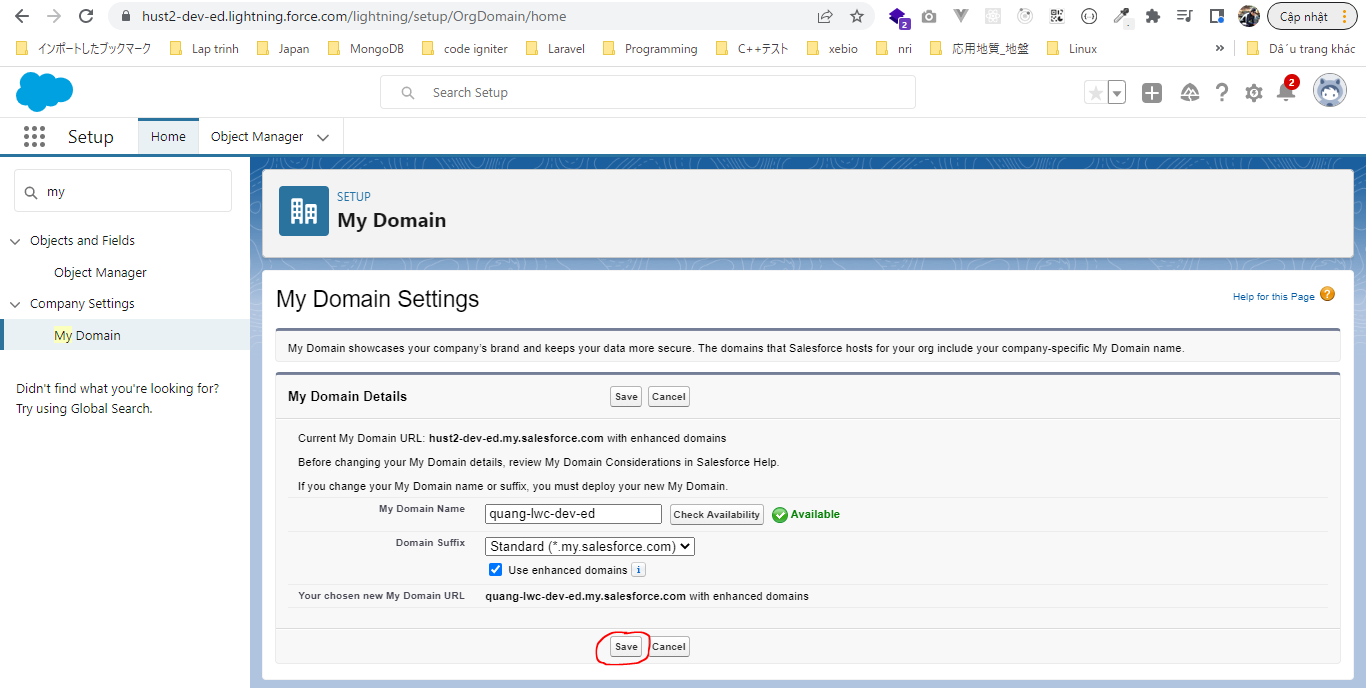 hust2-dev-ed.lightning.force.com/lightning/setup/OrgDomain/home
2
Cập nhật
インポートしたブックマーク Lap trinh Japan MongoDB code igniter Laravel Programming C++テスト xebio nri 応用地質_地盤 Linux » Dấu trang khác
Search Setup
2
Setup Home Object Manager
my
Objects and Fields
Object Manager
Company Settings
My Domain
Didn't find what you're looking for?
Try using Global Search.
SETUP
My Domain
My Domain Settings
Help for this Page ?
My Domain showcases your company's brand and keeps your data more secure. The domains that Salesforce hosts for your org include your company-specific My Domain name.
My Domain Details Save Cancel
Current My Domain URL: hust2-dev-ed.my.salesforce.com with enhanced domains
Before changing your My Domain details, review My Domain Considerations in Salesforce Help.
If you change your My Domain name or suffix, you must deploy your new My Domain.
My Domain Name quang-lwc-dev-ed Check Availability Available
Domain Suffix Standard (*.my.salesforce.com)
Use enhanced domains i
Your chosen new My Domain URL quang-lwc-dev-ed.my.salesforce.com with enhanced domains
Save Cancel